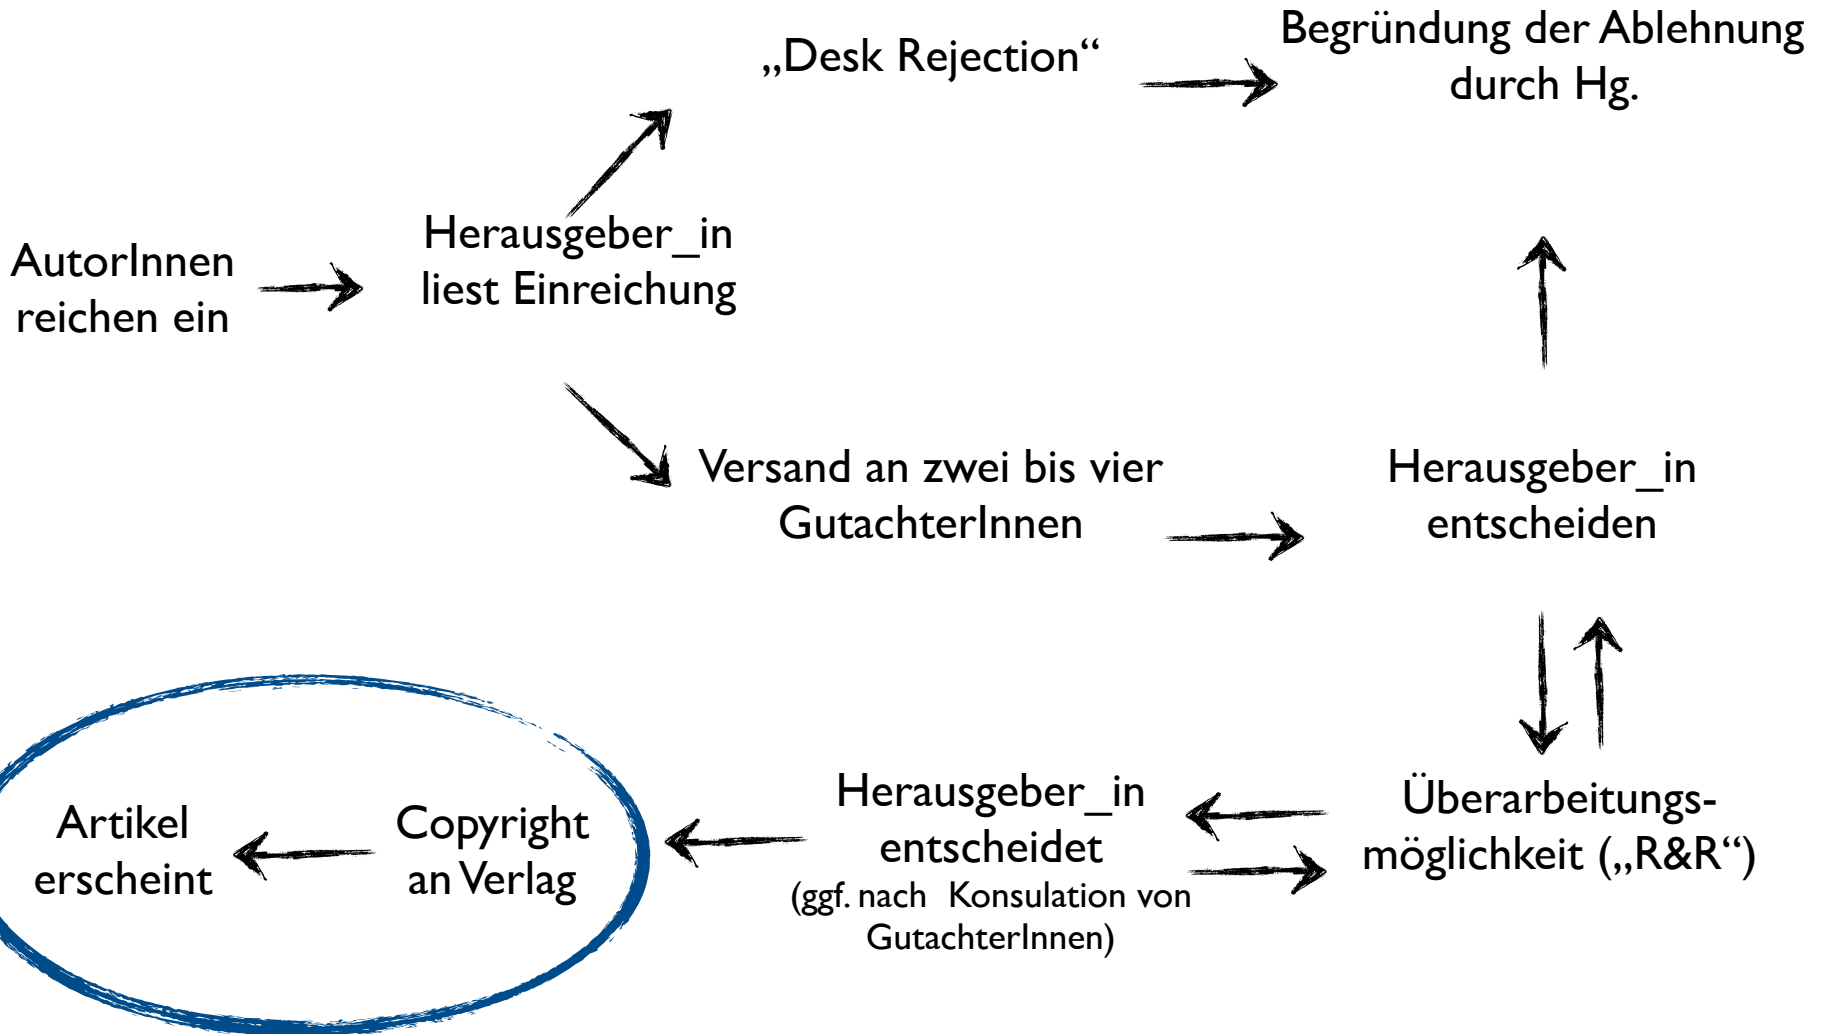 „Desk Rejection“
Begründung der Ablehnung
durch Hg.
AutorInnen
reichen ein
Herausgeber_in
liest Einreichung
Versand an zwei bis vier
GutachterInnen
Herausgeber_in
entscheiden
Artikel
erscheint
Copyright
an Verlag
Herausgeber_in
entscheidet
(ggf. nach Konsulation von
GutachterInnen)
Überarbeitungs-
möglichkeit („R&R“)